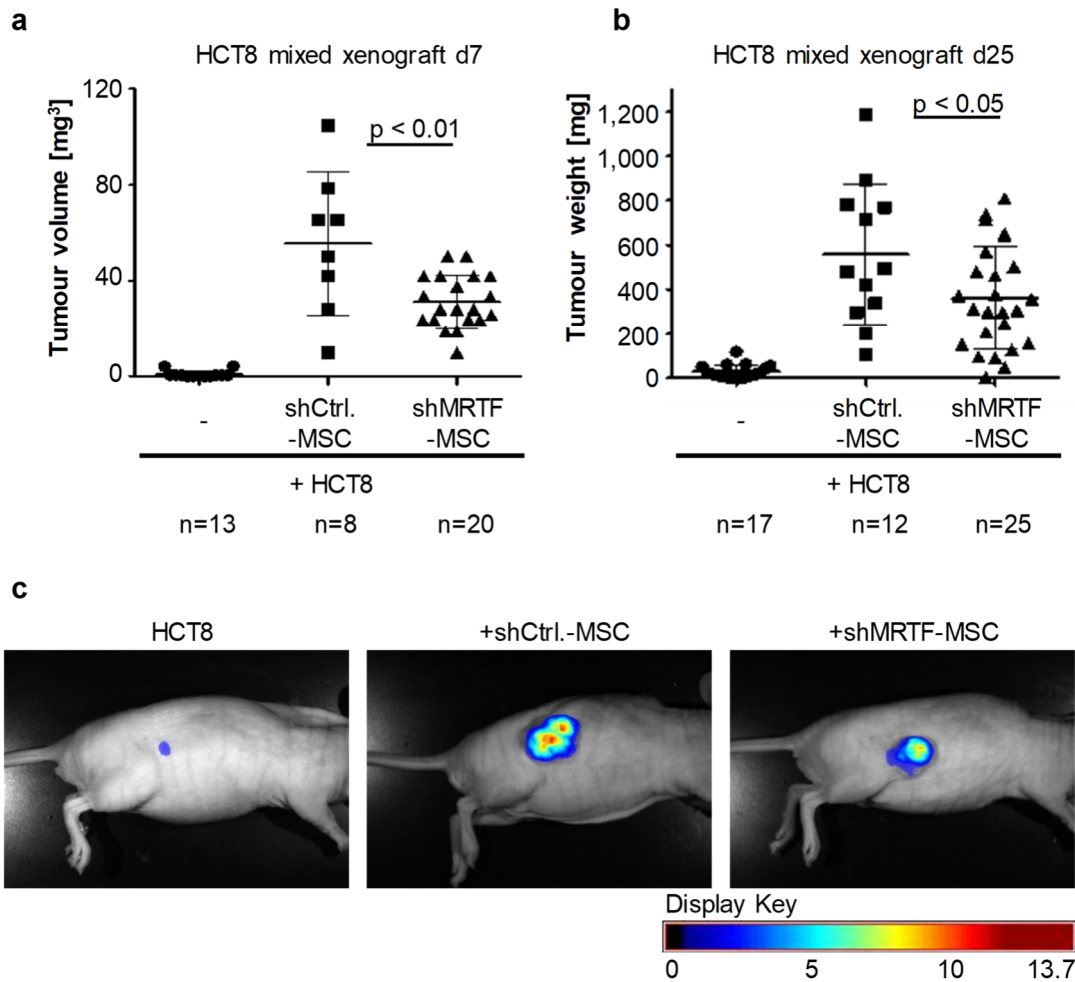 a
HCT8 mixed xenograft d7
Tumour volume [mg³]
120
80
40
0
p < 0.01
-
shCtrl.
-MSC
shMRTF
-MSC
+ HCT8
n=13 n=8 n=20
b
HCT8 mixed xenograft d25
Tumour weight [mg]
1,200
1,000
800
600
400
200
0
p < 0.05
-
shCtrl.
-MSC
shMRTF
-MSC
+ HCT8
n=17 n=12 n=25
c
HCT8 +shCtrl.-MSC +shMRTF-MSC
Display Key
0 5 10 13.7